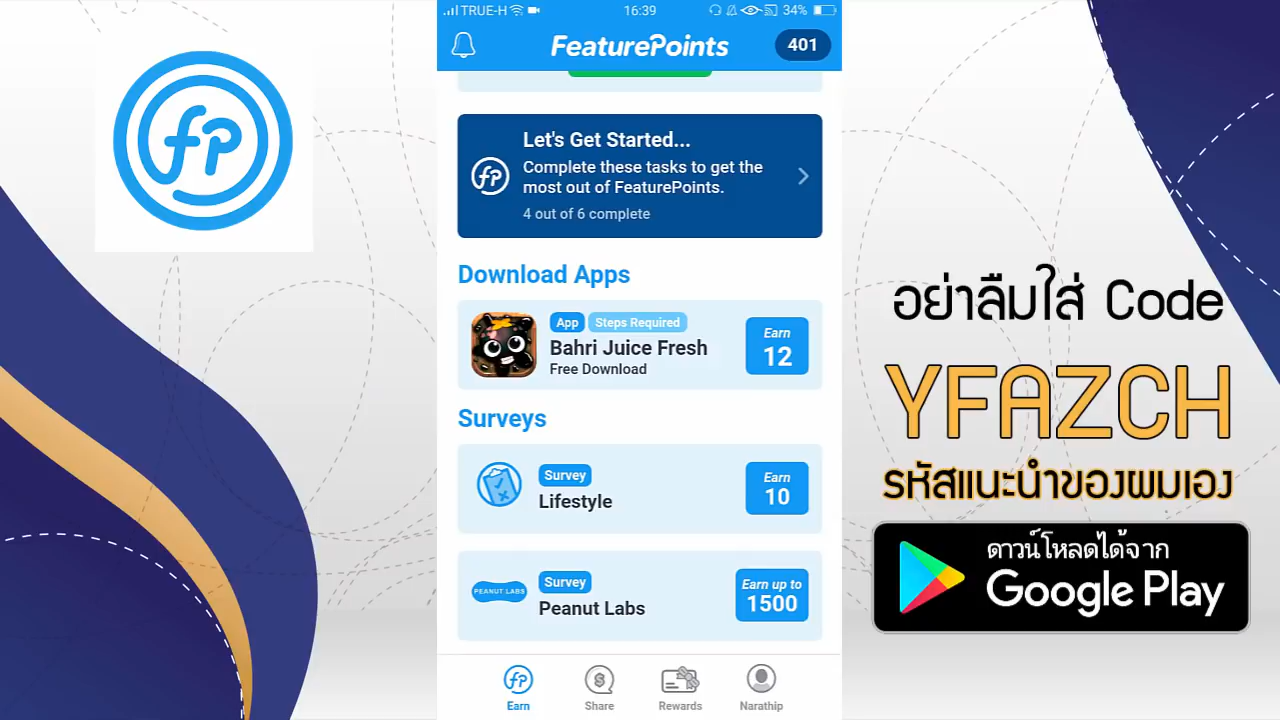 fp
TRUE-H
16:39
34%
FeaturePoints
401
Let's Get Started...
fp
Complete these tasks to get the
most out of FeaturePoints.
4 out of 6 complete
Download Apps
App
Steps Required
Bahri Juice Fresh
Free Download
Earn
12
Surveys
Survey
Lifestyle
Earn
10
PEANUT LABS
Survey
Peanut Labs
Earn up to
1500
fp
Earn
Share
Rewards
Narathip
อย่าลืมใส่ Code
YFAZCH
รหัสแนะนำของผมเอง
ดาวน์โหลดได้จาก
Google Play